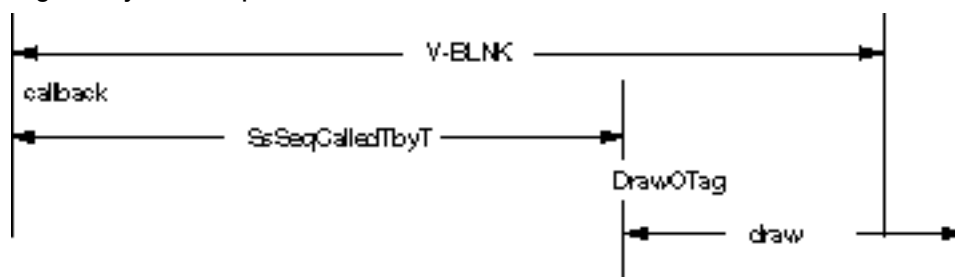 V-BLNK
callback
SsSeqCalledTbyT
DrawOTag
draw